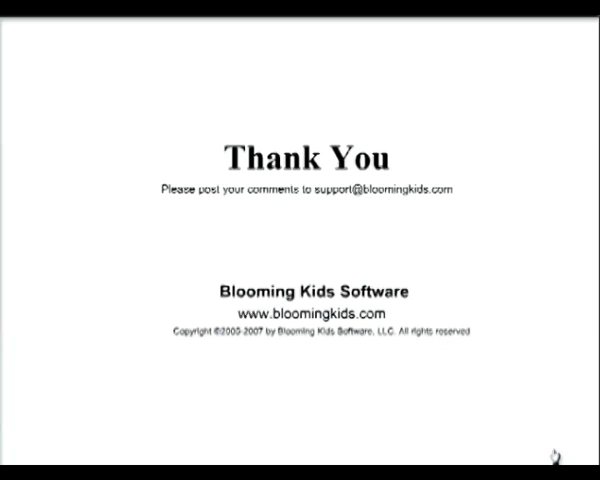 Thank You
Please post your comments to support@bloomingkids.com
Blooming Kids Software
www.bloomingkids.com
Copyright ©2005-2007 by Blooming Kids Software, LLC. All rights reserved